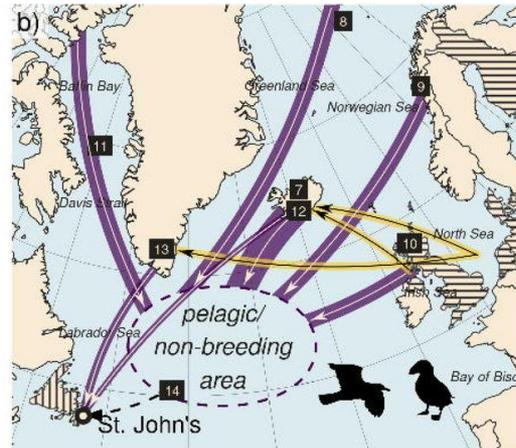 b)
8
9
Baffin Bay
Greenland Sea
Norwegian Sea
11
7
12
Davis Strait
13
10
North Sea
Irish Sea
pelagic/
non-breeding
area
Labrador Sea
14
Bay of Bisc
St. John's